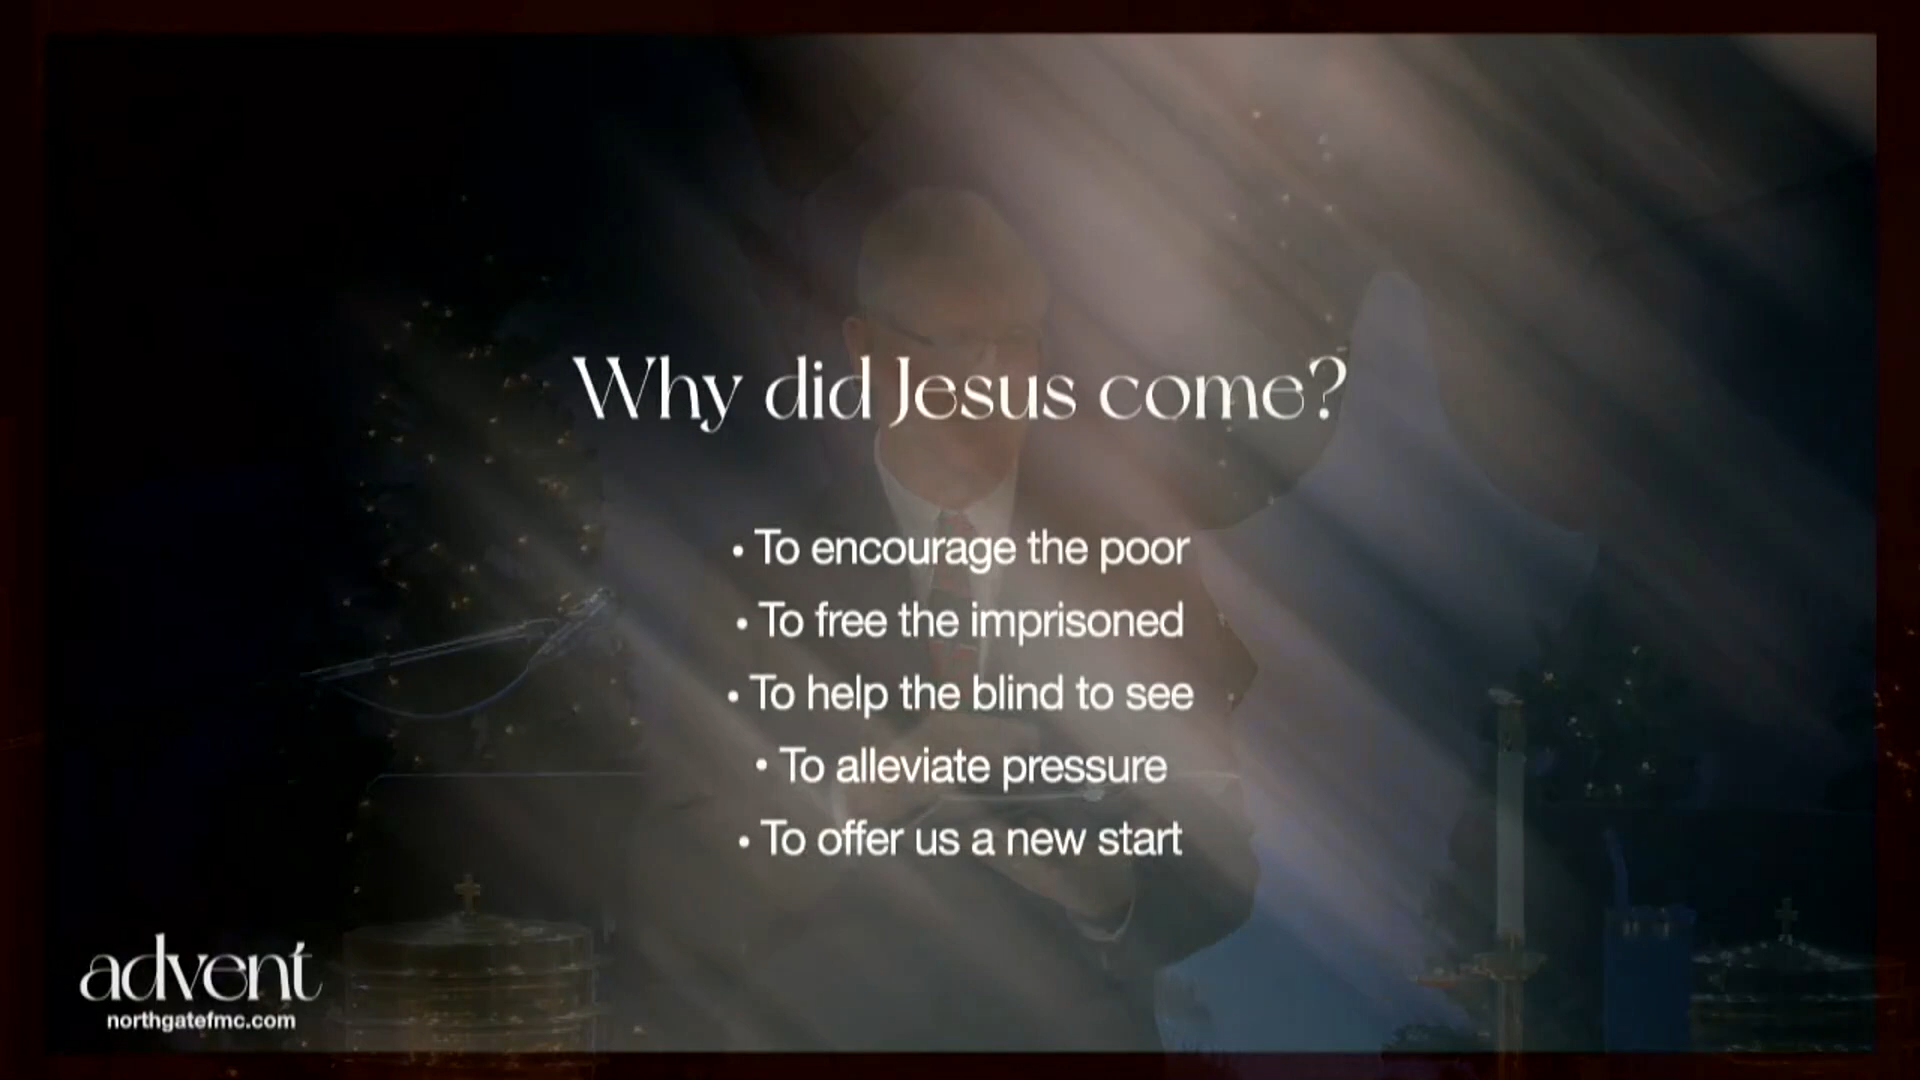 Why did Jesus come?
• To encourage the poor
• To free the imprisoned
• To help the blind to see
• To alleviate pressure
• To offer us a new start
advent
northgatefmc.com